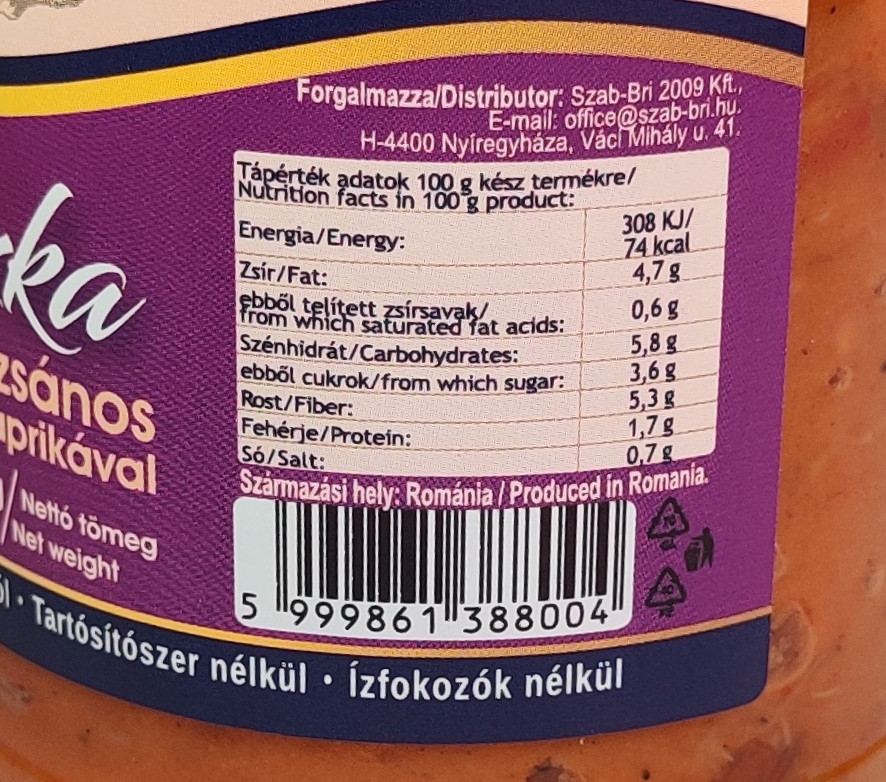 Forgalmazza/Distributor: Szab-Bri 2009 Kft.,
E-mail: office@szab-bri.hu.
H-4400 Nyíregyháza, Váci Mihály u. 41.
Tápérték adatok 100 g kész termékre/
Nutrition facts in 100 g product:
Energia/Energy: 308 KJ/
74 kcal
Zsír/Fat: 4,7 g
ebből telített zsírsavak/
from which saturated fat acids: 0,6 g
Szénhidrát/Carbohydrates: 5,8 g
ebből cukrok/from which sugar: 3,6 g
Rost/Fiber: 5,3 g
Fehérje/Protein: 1,7 g
Só/Salt: 0,7 g
Származási hely: Románia / Produced in Romania.
5 999861 388004
ka
zsános
prikával
Nettó tömeg
Net weight
• Tartósítószer nélkül • Ízfokozók nélkül